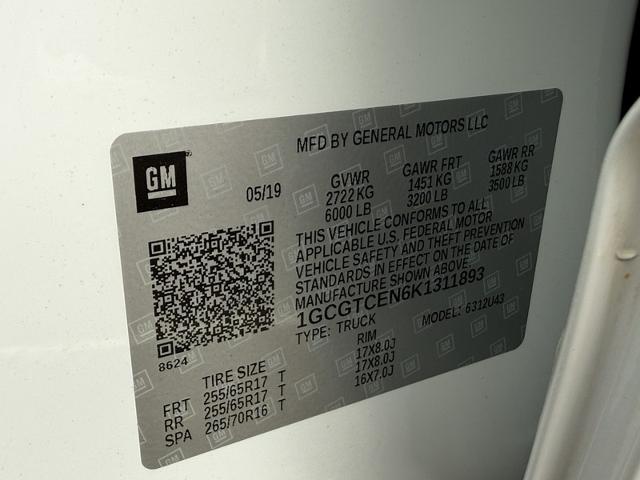 MFD BY GENERAL MOTORS LLC
GM
05/19
GVWR GAWR FRT GAWR RR
2722 KG 1451 KG 1588 KG
6000 LB 3200 LB 3500 LB
THIS VEHICLE CONFORMS TO ALL
APPLICABLE U.S. FEDERAL MOTOR
VEHICLE SAFETY AND THEFT PREVENTION
STANDARDS IN EFFECT ON THE DATE OF
MANUFACTURE SHOWN ABOVE.
1GCGTCEN6K1311893
TYPE: TRUCK MODEL: 6312U43
8624
TIRE SIZE RIM
FRT 255/65R17 T 17X8.0J
RR 255/65R17 T 17X8.0J
SPA 265/70R16 T 16X7.0J